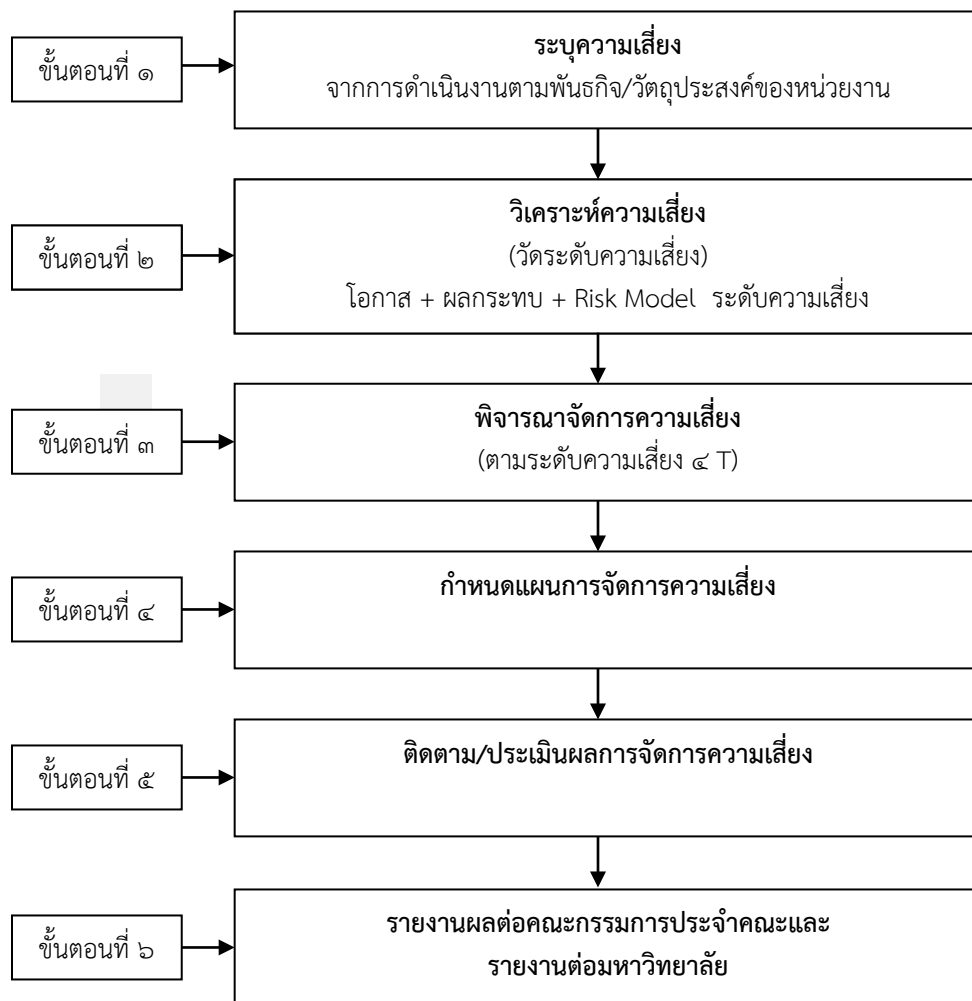 ขั้นตอนที่ ๑
ระบุความเสี่ยง
จากการดำเนินงานตามพันธกิจ/วัตถุประสงค์ของหน่วยงาน
ขั้นตอนที่ ๒
วิเคราะห์ความเสี่ยง
(วัดระดับความเสี่ยง)
โอกาส + ผลกระทบ + Risk Model ระดับความเสี่ยง
ขั้นตอนที่ ๓
พิจารณาจัดการความเสี่ยง
(ตามระดับความเสี่ยง ๔ T)
ขั้นตอนที่ ๔
กำหนดแผนการจัดการความเสี่ยง
ขั้นตอนที่ ๕
ติดตาม/ประเมินผลการจัดการความเสี่ยง
ขั้นตอนที่ ๖
รายงานผลต่อคณะกรรมการประจำคณะและ
รายงานต่อมหาวิทยาลัย